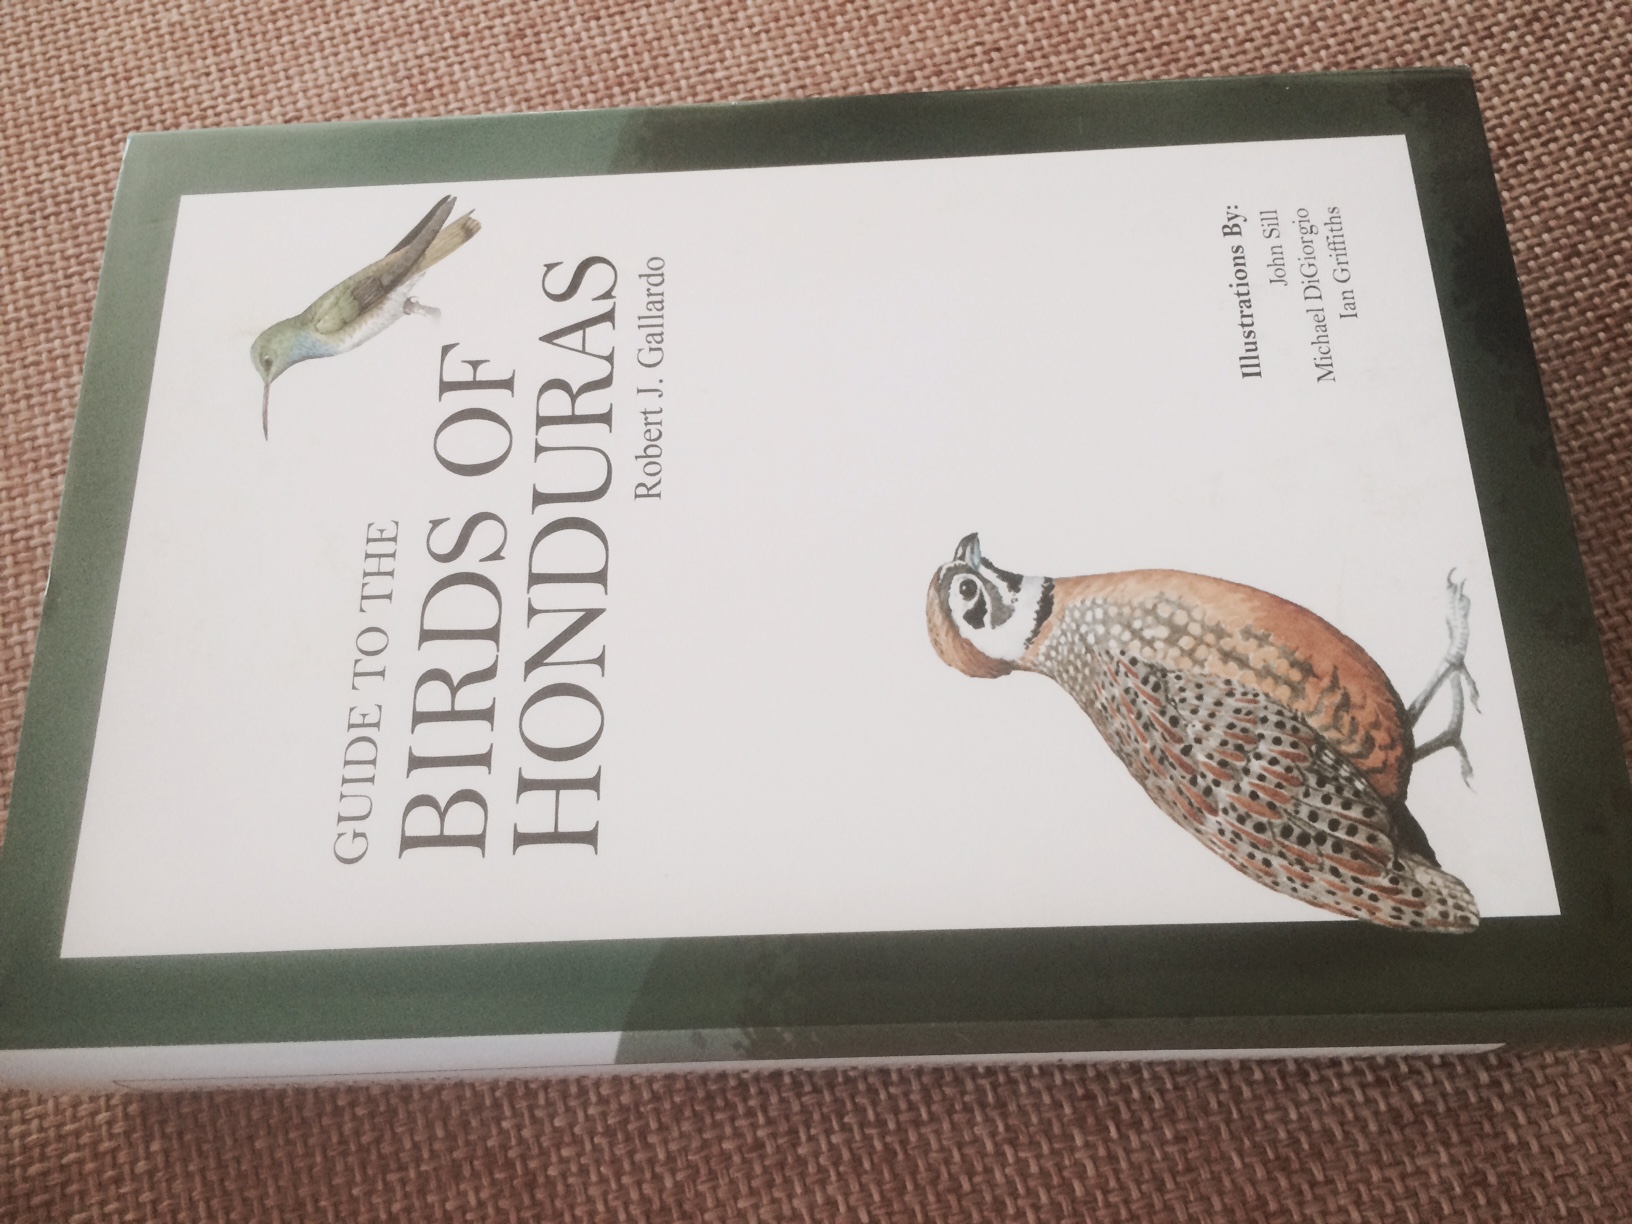 GUIDE TO THE
BIRDS OF
HONDURAS
Robert J. Gallardo
Illustrations By:
John Sill
Michael DiGiorgio
Ian Griffiths